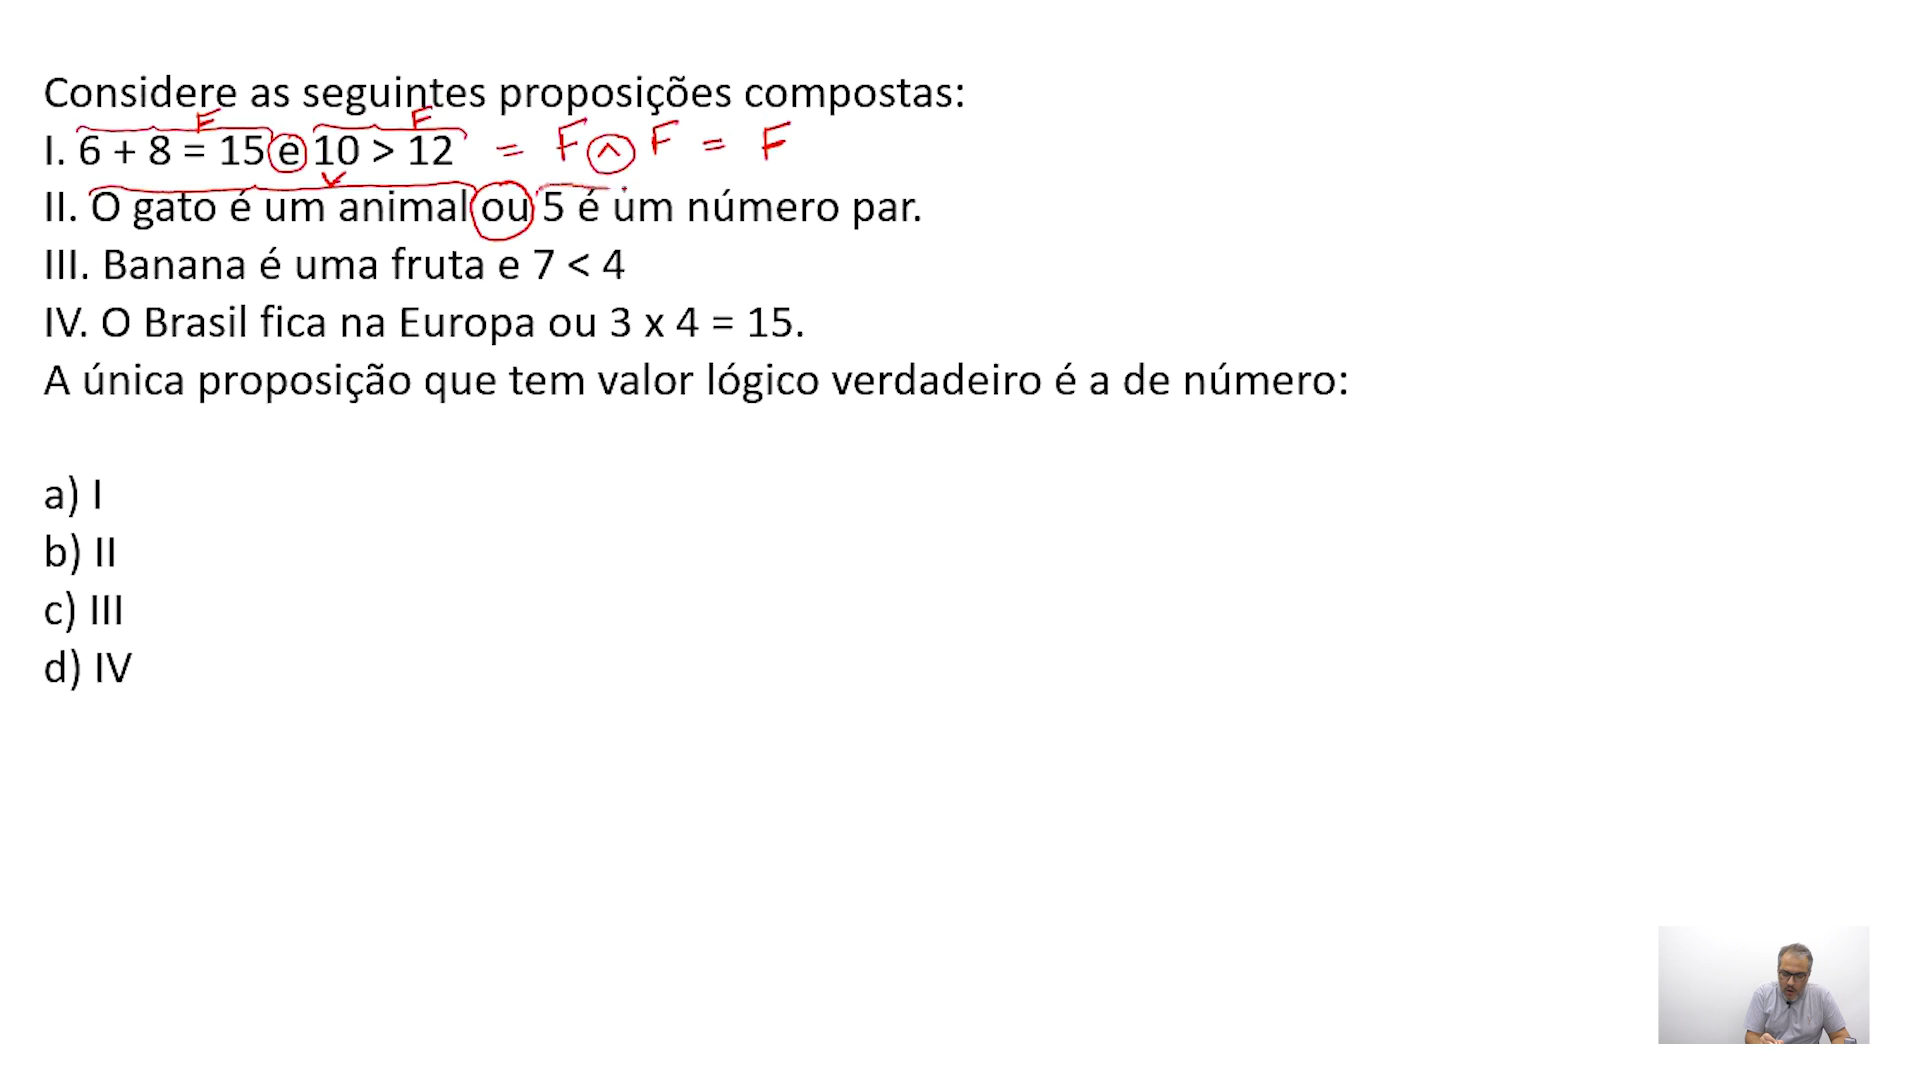 Considere as seguintes proposições compostas:
F F
I. 6 + 8 = 15 e 10 > 12 = F ^ F = F
V
II. O gato é um animal ou 5 é um número par.
III. Banana é uma fruta e 7 < 4
IV. O Brasil fica na Europa ou 3 x 4 = 15.
A única proposição que tem valor lógico verdadeiro é a de número:
a) I
b) II
c) III
d) IV